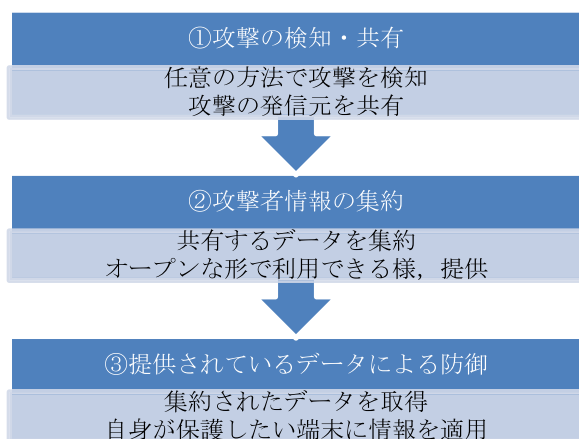 ①攻撃の検知・共有
任意の方法で攻撃を検知
攻撃の発信元を共有
②攻撃者情報の集約
共有するデータを集約
オープンな形で利用できる様，提供
③提供されているデータによる防御
集約されたデータを取得
自身が保護したい端末に情報を適用